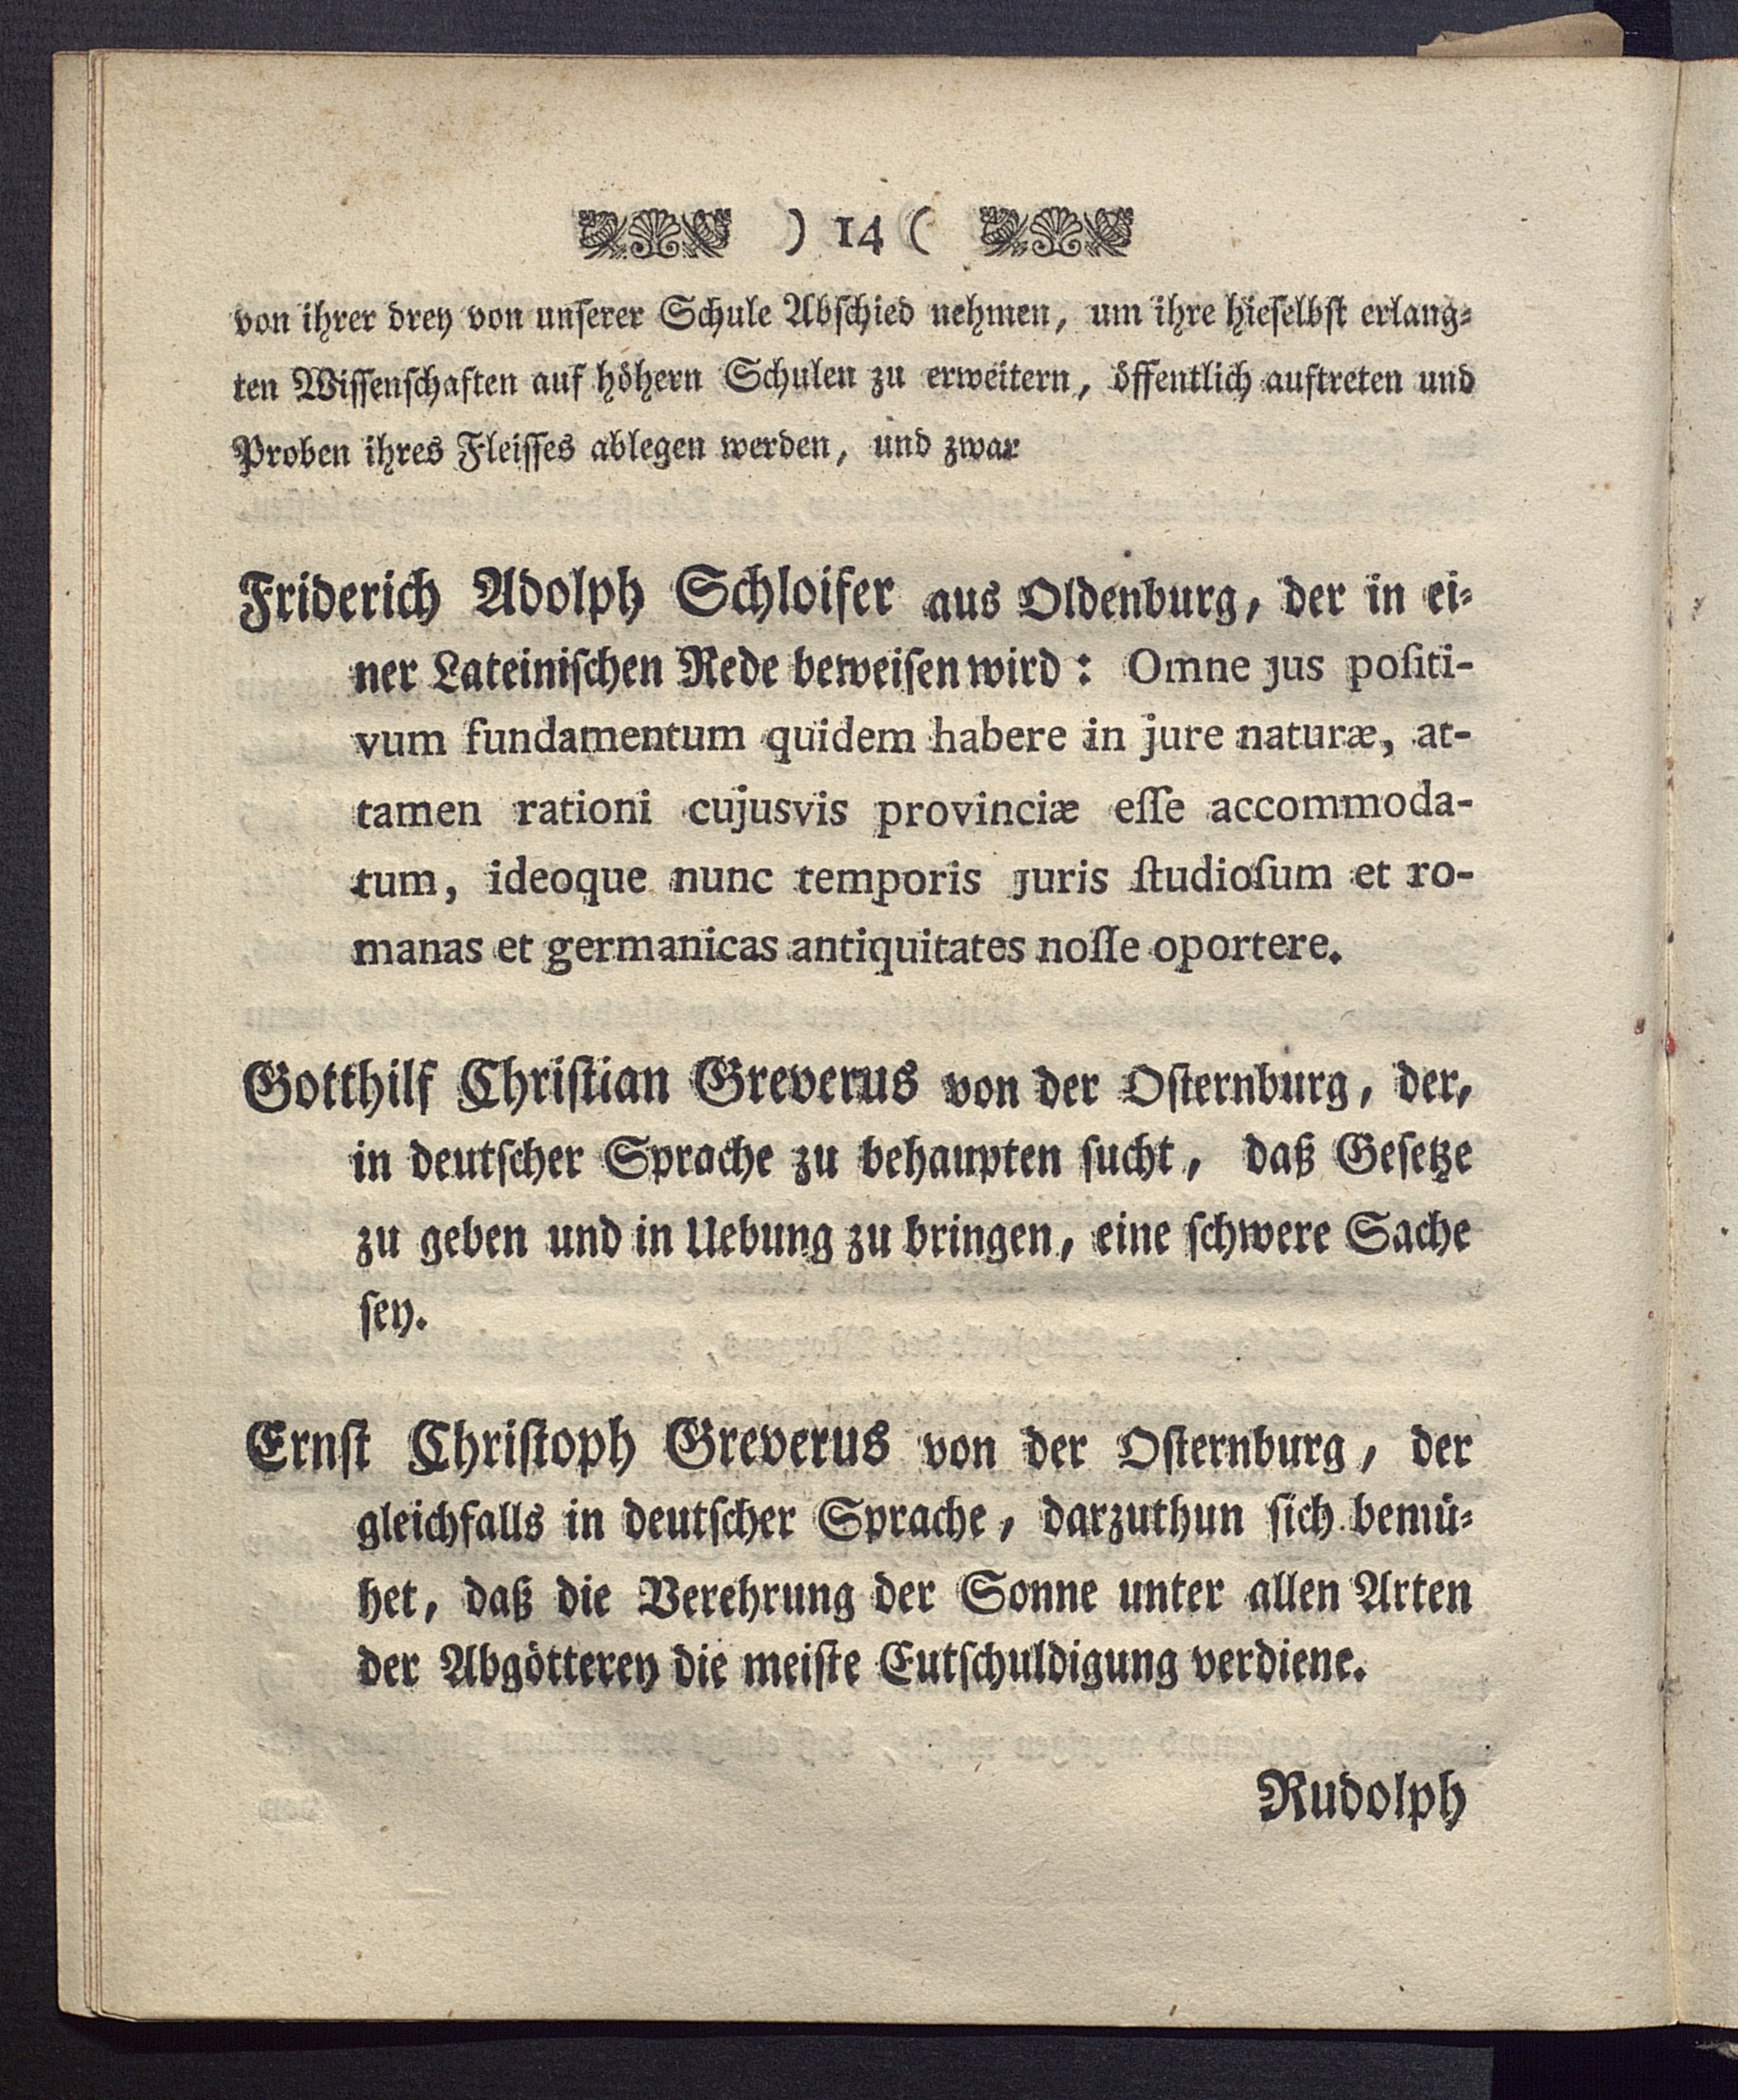 ) 14 (
von ihrer drey von unſerer Schule Abſchied nehmen, um ihre hieſelbſt erlang⸗
ten Wiſſenſchaften auf höhern Schulen zu erweitern, öffentlich auftreten und
Proben ihres Fleiſſes ablegen werden, und zwar
Friderich Adolph Schloifer aus Oldenburg, der in ei⸗
ner Lateiniſchen Rede beweiſen wird: Omne jus poſiti-
vum fundamentum quidem habere in jure naturæ, at-
tamen rationi cujusvis provinciæ eſſe accommoda-
tum, ideoque nunc temporis juris ſtudioſum et ro-
manas et germanicas antiquitates noſſe oportere.
Gotthilf Chriſtian Greverus von der Oſternburg, der,
in deutſcher Sprache zu behaupten ſucht, daß Geſetze
zu geben und in Uebung zu bringen, eine ſchwere Sache
ſey.
Ernſt Chriſtoph Greverus von der Oſternburg, der
gleichfalls in deutſcher Sprache, darzuthun ſich bemü⸗
het, daß die Verehrung der Sonne unter allen Arten
der Abgötterey die meiſte Eutſchuldigung verdiene.
Rudolph